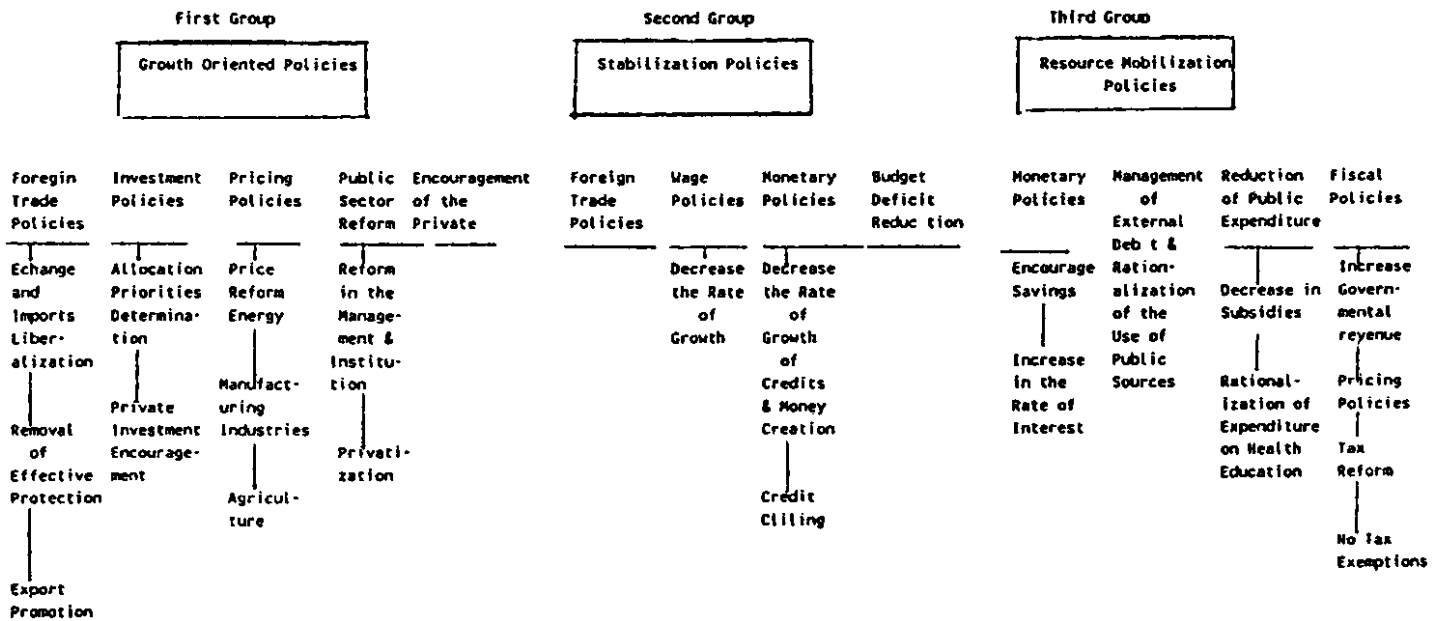 First Group
Growth Oriented Policies
Foregin
Trade
Policies
Echange
and
Imports
Liber-
alization
Removal
of
Effective
Protection
Export
Promotion
Investment
Policies
Allocation
Priorities
Determina-
tion
Private
Investment
Encourage-
ment
Pricing
Policies
Price
Reform
Energy
Manufact-
uring
Industries
Agricul-
ture
Public
Sector
Reform
Reform
in the
Manage-
ment &
Institu-
tion
Privati-
zation
Encouragement
of the
Private
Second Group
Stabilization Policies
Foreign
Trade
Policies
Wage
Policies
Decrease
the Rate
of
Growth
Monetary
Policies
Decrease
the Rate
of
Growth
of
Credits
& Money
Creation
Credit
Cliling
Budget
Deficit
Reduc tion
Third Group
Resource Mobilization
Policies
Monetary
Policies
Encourage
Savings
Increase
in the
Rate of
Interest
Management
of
External
Deb t &
Ration-
alization
of the
Use of
Public
Sources
Reduction
of Public
Expenditure
Decrease in
Subsidies
Rational-
ization of
Expenditure
on Health
Education
Fiscal
Policies
Increase
Govern-
mental
revenue
Pricing
Policies
Tax
Reform
No Tax
Exemptions